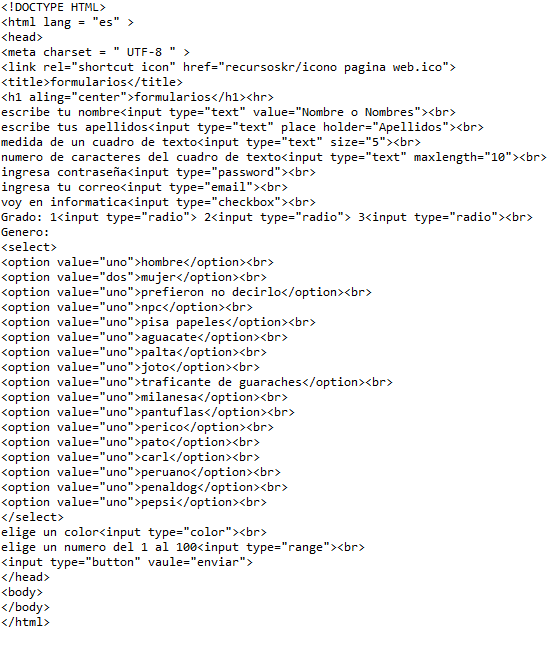 <!DOCTYPE HTML>
<html lang = "es" >
<head>
<meta charset = " UTF-8 " >
<link rel="shortcut icon" href="recursoskr/icono pagina web.ico">
<title>formularios</title>
<h1 aling="center">formularios</h1><hr>
escribe tu nombre<input type="text" value="Nombre o Nombres"><br>
escribe tus apellidos<input type="text" place holder="Apellidos"><br>
medida de un cuadro de texto<input type="text" size="5"><br>
numero de caracteres del cuadro de texto<input type="text" maxlength="10"><br>
ingresa contraseña<input type="password"><br>
ingresa tu correo<input type="email"><br>
voy en informatica<input type="checkbox"><br>
Grado: 1<input type="radio"> 2<input type="radio"> 3<input type="radio"><br>
Genero:
<select>
<option value="uno">hombre</option><br>
<option value="dos">mujer</option><br>
<option value="uno">prefieron no decirlo</option><br>
<option value="uno">npc</option><br>
<option value="uno">pisa papeles</option><br>
<option value="uno">aguacate</option><br>
<option value="uno">palta</option><br>
<option value="uno">joto</option><br>
<option value="uno">traficante de guaraches</option><br>
<option value="uno">milanesa</option><br>
<option value="uno">pantuflas</option><br>
<option value="uno">perico</option><br>
<option value="uno">pato</option><br>
<option value="uno">carl</option><br>
<option value="uno">peruano</option><br>
<option value="uno">penaldog</option><br>
<option value="uno">pepsi</option><br>
</select>
elige un color<input type="color"><br>
elige un numero del 1 al 100<input type="range"><br>
<input type="button" vaule="enviar">
</head>
<body>
</body>
</html>